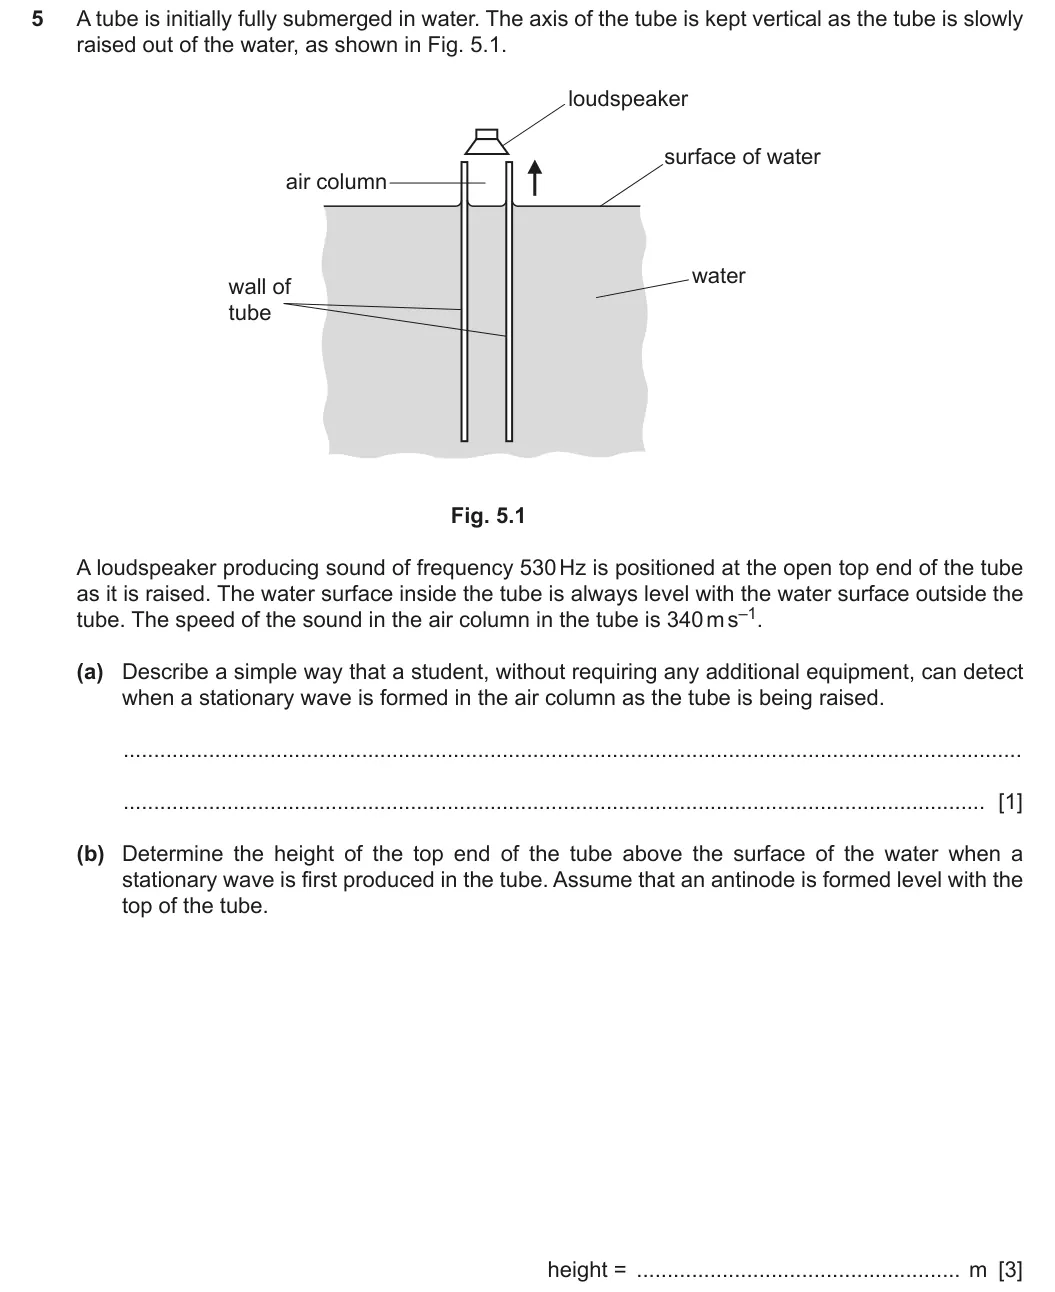 5 A tube is initially fully submerged in water. The axis of the tube is kept vertical as the tube is slowly
raised out of the water, as shown in Fig. 5.1.
loudspeaker
surface of water
air column
water
wall of
tube
Fig. 5.1
A loudspeaker producing sound of frequency 530 Hz is positioned at the open top end of the tube
as it is raised. The water surface inside the tube is always level with the water surface outside the
tube. The speed of the sound in the air column in the tube is 340 m s⁻¹.
(a) Describe a simple way that a student, without requiring any additional equipment, can detect
when a stationary wave is formed in the air column as the tube is being raised.
..........................................................................................................................................
.................................................................................................................................... [1]
(b) Determine the height of the top end of the tube above the surface of the water when a
stationary wave is first produced in the tube. Assume that an antinode is formed level with the
top of the tube.
height = ...................................................... m [3]